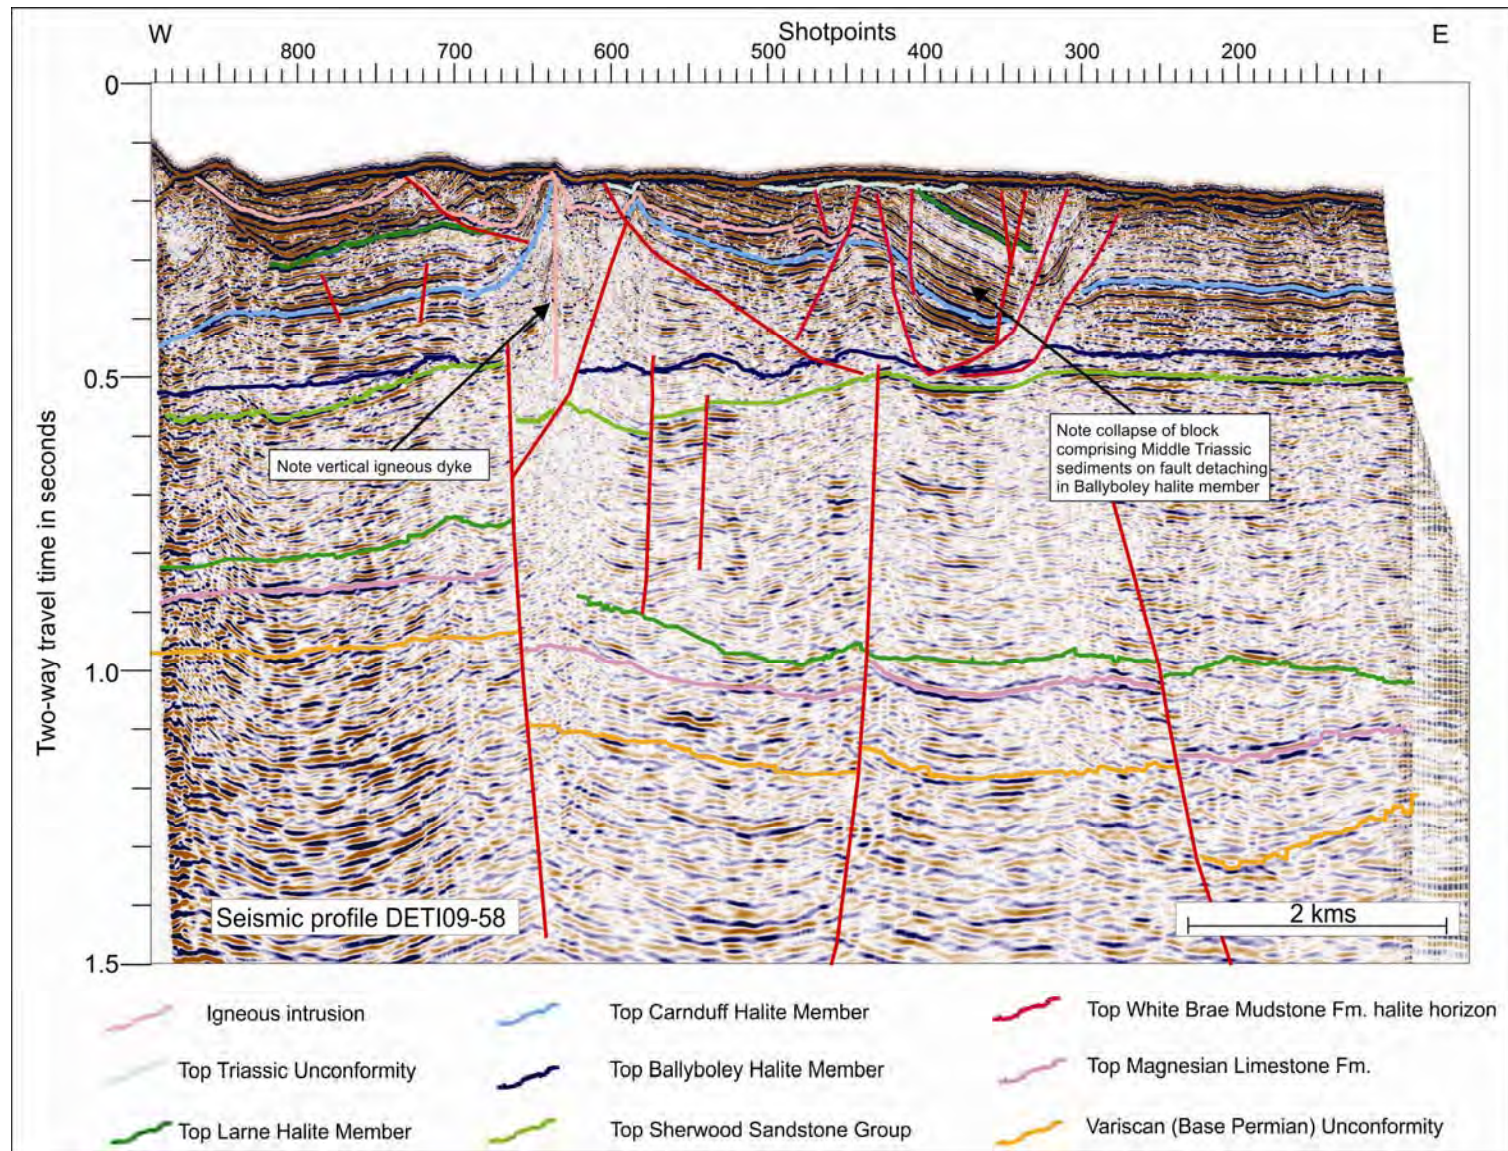 W
Shotpoints
E
800 700 600 500 400 300 200
0
0.5
1.0
1.5
Two-way travel time in seconds
Note vertical igneous dyke
Note collapse of block
comprising Middle Triassic
sediments on fault detaching
in Ballyboley halite member
Seismic profile DETI09-58
2 kms
Igneous intrusion
Top Carnduff Halite Member
Top White Brae Mudstone Fm. halite horizon
Top Triassic Unconformity
Top Ballyboley Halite Member
Top Magnesian Limestone Fm.
Top Larne Halite Member
Top Sherwood Sandstone Group
Variscan (Base Permian) Unconformity